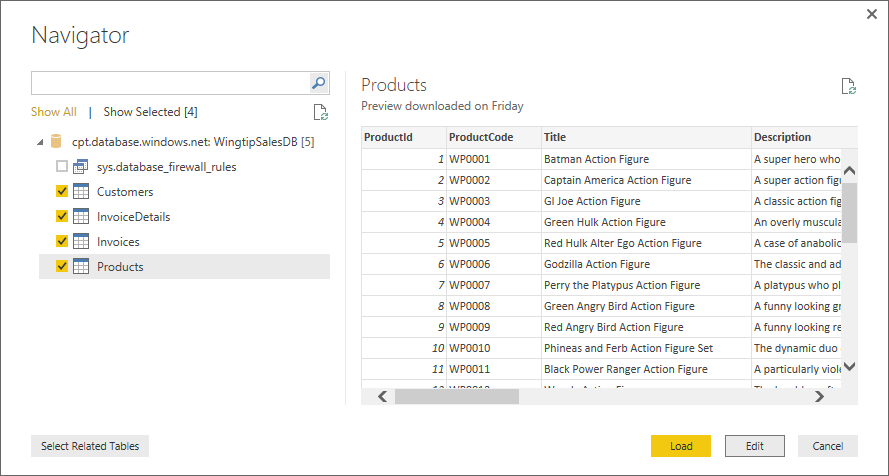 Navigator
Show All | Show Selected [4]
cpt.database.windows.net: WingtipSalesDB [5]
sys.database_firewall_rules
Customers
InvoiceDetails
Invoices
Products
Products
Preview downloaded on Friday
ProductId ProductCode Title Description
1 WP0001 Batman Action Figure A super hero who
2 WP0002 Captain America Action Figure A super action figu
3 WP0003 GI Joe Action Figure A classic action fig
4 WP0004 Green Hulk Action Figure An overly muscula
5 WP0005 Red Hulk Alter Ego Action Figure A case of anabolic
6 WP0006 Godzilla Action Figure The classic and ad
7 WP0007 Perry the Platypus Action Figure A platypus who pl
8 WP0008 Green Angry Bird Action Figure A funny looking gr
9 WP0009 Red Angry Bird Action Figure A funny looking re
10 WP0010 Phineas and Ferb Action Figure Set The dynamic duo
11 WP0011 Black Power Ranger Action Figure A particularly viole
Select Related Tables
Load Edit Cancel